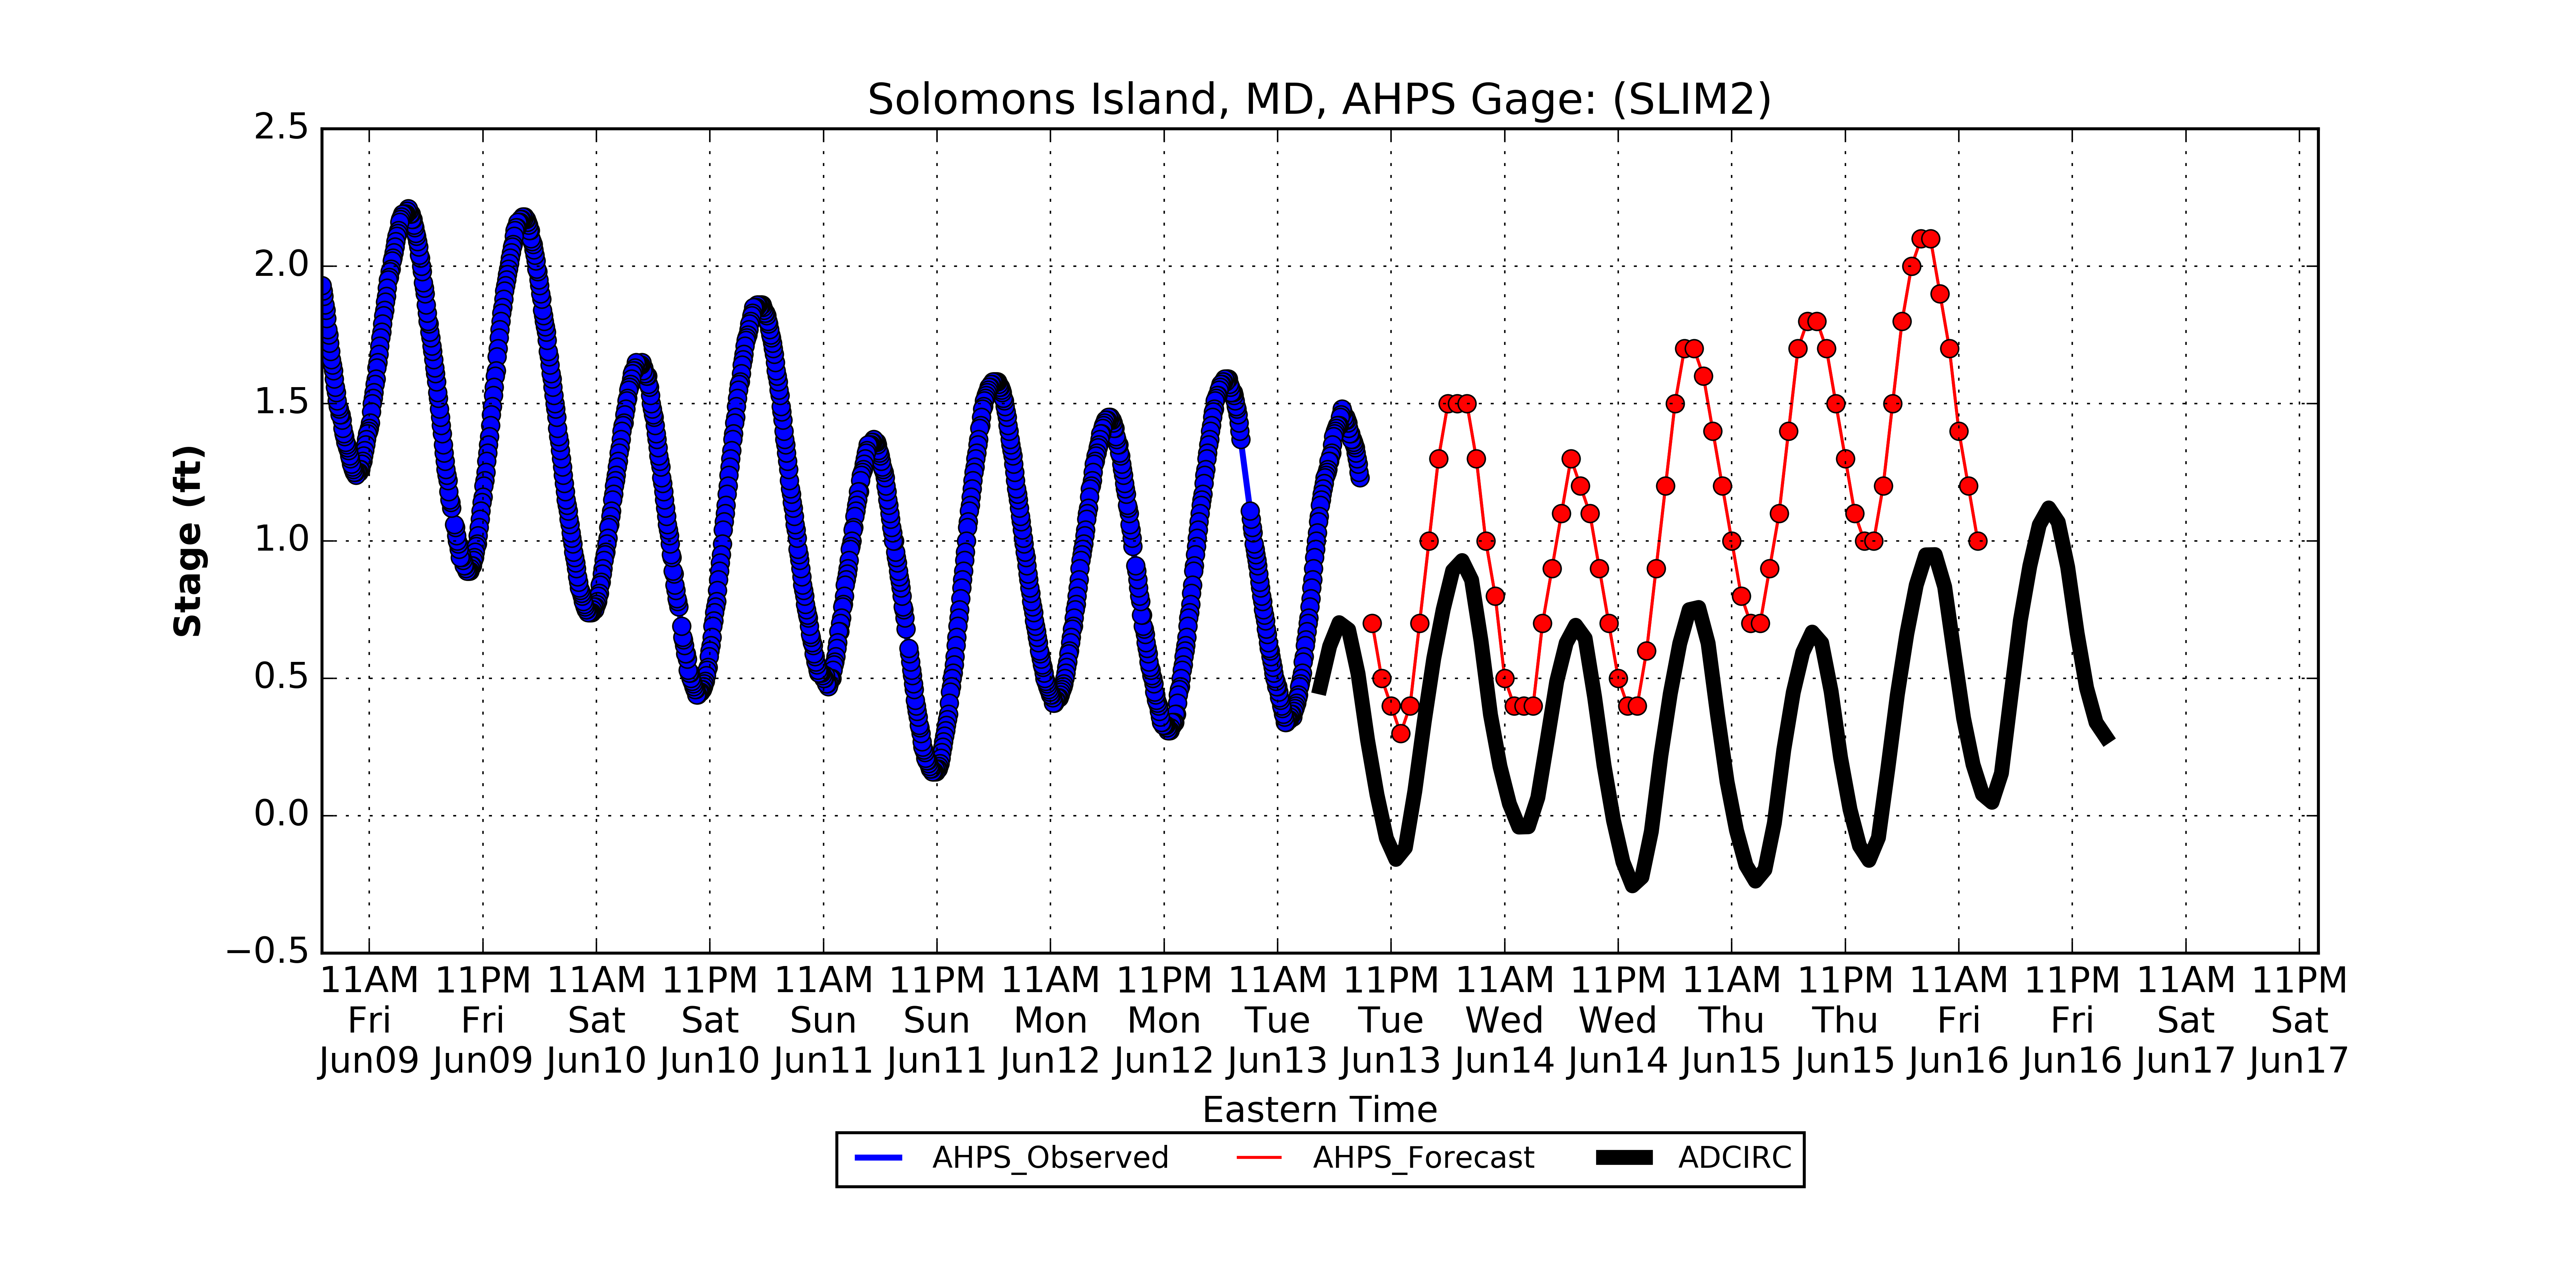 Solomons Island, MD, AHPS Gage: (SLIM2)
Stage (ft)
2.5
2.0
1.5
1.0
0.5
0.0
−0.5
11AM 11PM 11AM 11PM 11AM 11PM 11AM 11PM 11AM 11PM 11AM 11PM 11AM 11PM 11AM 11PM 11AM 11PM
Fri Fri Sat Sat Sun Sun Mon Mon Tue Tue Wed Wed Thu Thu Fri Fri Sat Sat
Jun09 Jun09 Jun10 Jun10 Jun11 Jun11 Jun12 Jun12 Jun13 Jun13 Jun14 Jun14 Jun15 Jun15 Jun16 Jun16 Jun17 Jun17
Eastern Time
AHPS_Observed AHPS_Forecast ADCIRC